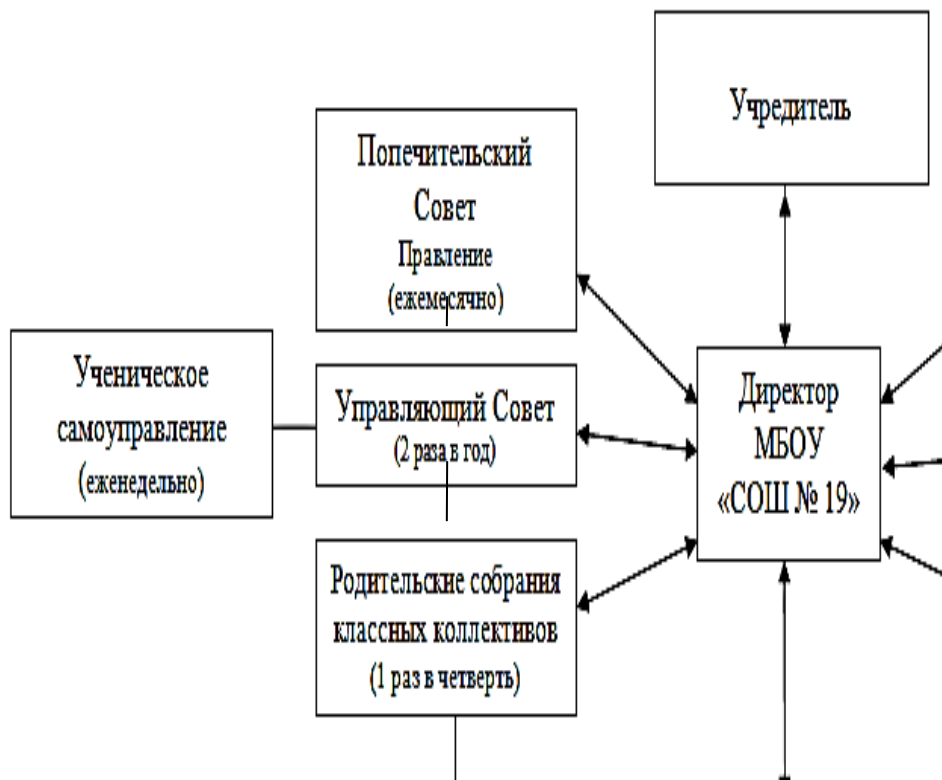 Учредитель
Попечительский
Совет
Правление
(ежемесячно)
Ученическое
самоуправление
(еженедельно)
Управляющий Совет
(2 раза в год)
Директор
МБОУ
«СОШ № 19»
Родительские собрания
классных коллективов
(1 раз в четверть)